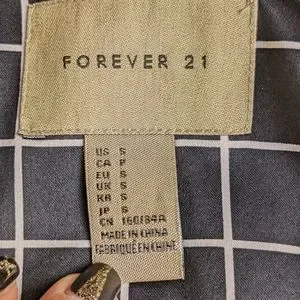 FOREVER 21
US S
CA P
EU S
UK S
KR S
JP S
CN 160/84A
MADE IN CHINA
FABRIQUÉ EN CHINE